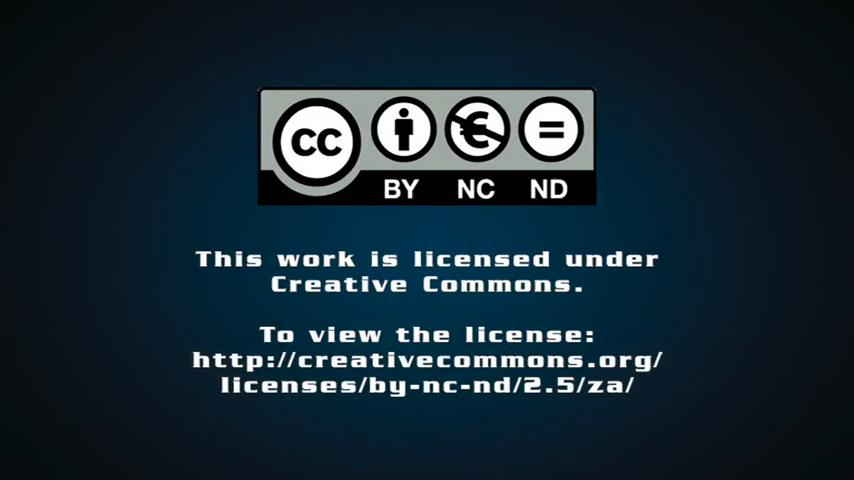 CC
BY NC ND
This work is licensed under
Creative Commons.
To view the license:
http://creativecommons.org/
licenses/by-nc-nd/2.5/za/